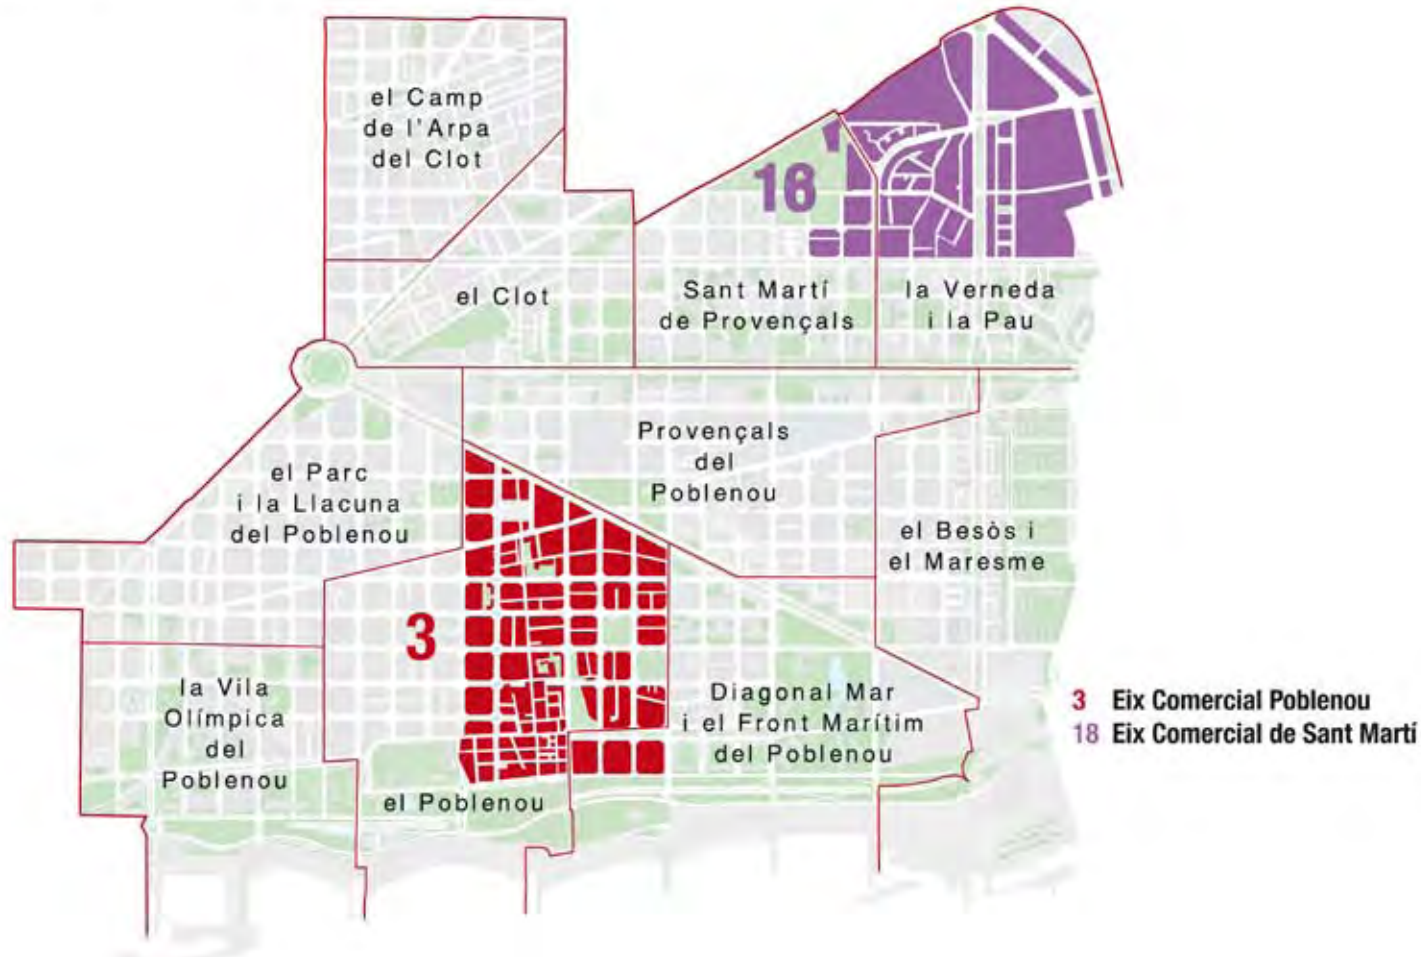 el Camp
de l'Arpa
del Clot
18
el Clot
Sant Martí
de Provençals
la Verneda
i la Pau
Provençals
del
Poblenou
el Parc
i la Llacuna
del Poblenou
el Besòs i
el Maresme
3
la Vila
Olímpica
del
Poblenou
Diagonal Mar
i el Front Marítim
del Poblenou
el Poblenou
3 Eix Comercial Poblenou
18 Eix Comercial de Sant Martí